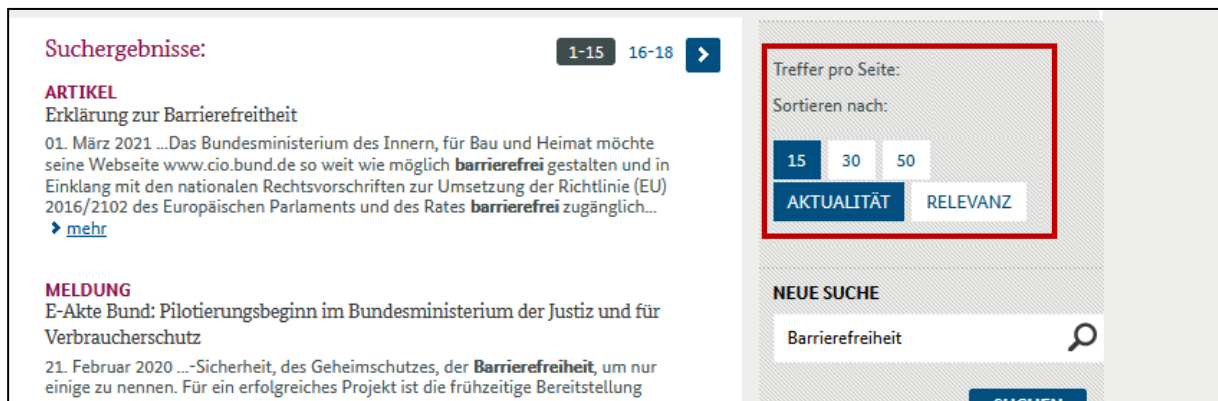 Suchergebnisse:
1-15 16-18
ARTIKEL
Erklärung zur Barrierefreitheit
01. März 2021 ...Das Bundesministerium des Innern, für Bau und Heimat möchte
seine Webseite www.cio.bund.de so weit wie möglich barrierefrei gestalten und in
Einklang mit den nationalen Rechtsvorschriften zur Umsetzung der Richtlinie (EU)
2016/2102 des Europäischen Parlaments und des Rates barrierefrei zugänglich...
mehr
MELDUNG
E-Akte Bund: Pilotierungsbeginn im Bundesministerium der Justiz und für
Verbraucherschutz
21. Februar 2020 ...-Sicherheit, des Geheimschutzes, der Barrierefreiheit, um nur
einige zu nennen. Für ein erfolgreiches Projekt ist die frühzeitige Bereitstellung
Treffer pro Seite:
Sortieren nach:
15 30 50
AKTUALITÄT RELEVANZ
NEUE SUCHE
Barrierefreiheit
SUCHEN